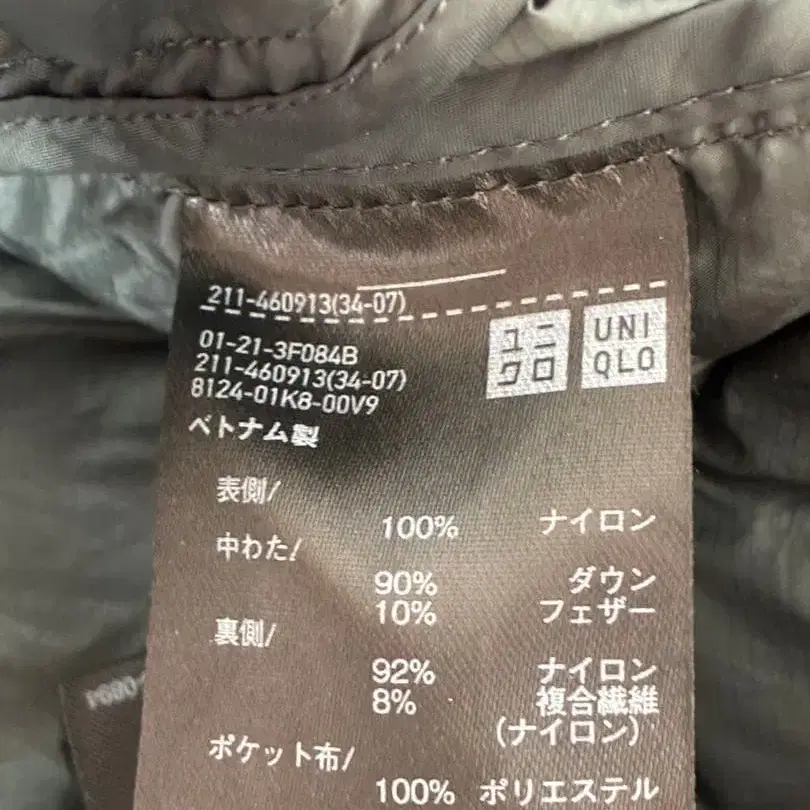 211-460913(34-07)
01-21-3F084B
211-460913(34-07)
8124-01K8-00V9
ベトナム製
ユニ
クロ
UNI
QLO
表側/
100% ナイロン
中わた/
90% ダウン
10% フェザー
裏側/
92% ナイロン
8% 複合繊維
(ナイロン)
ポケット布/
100% ポリエステル